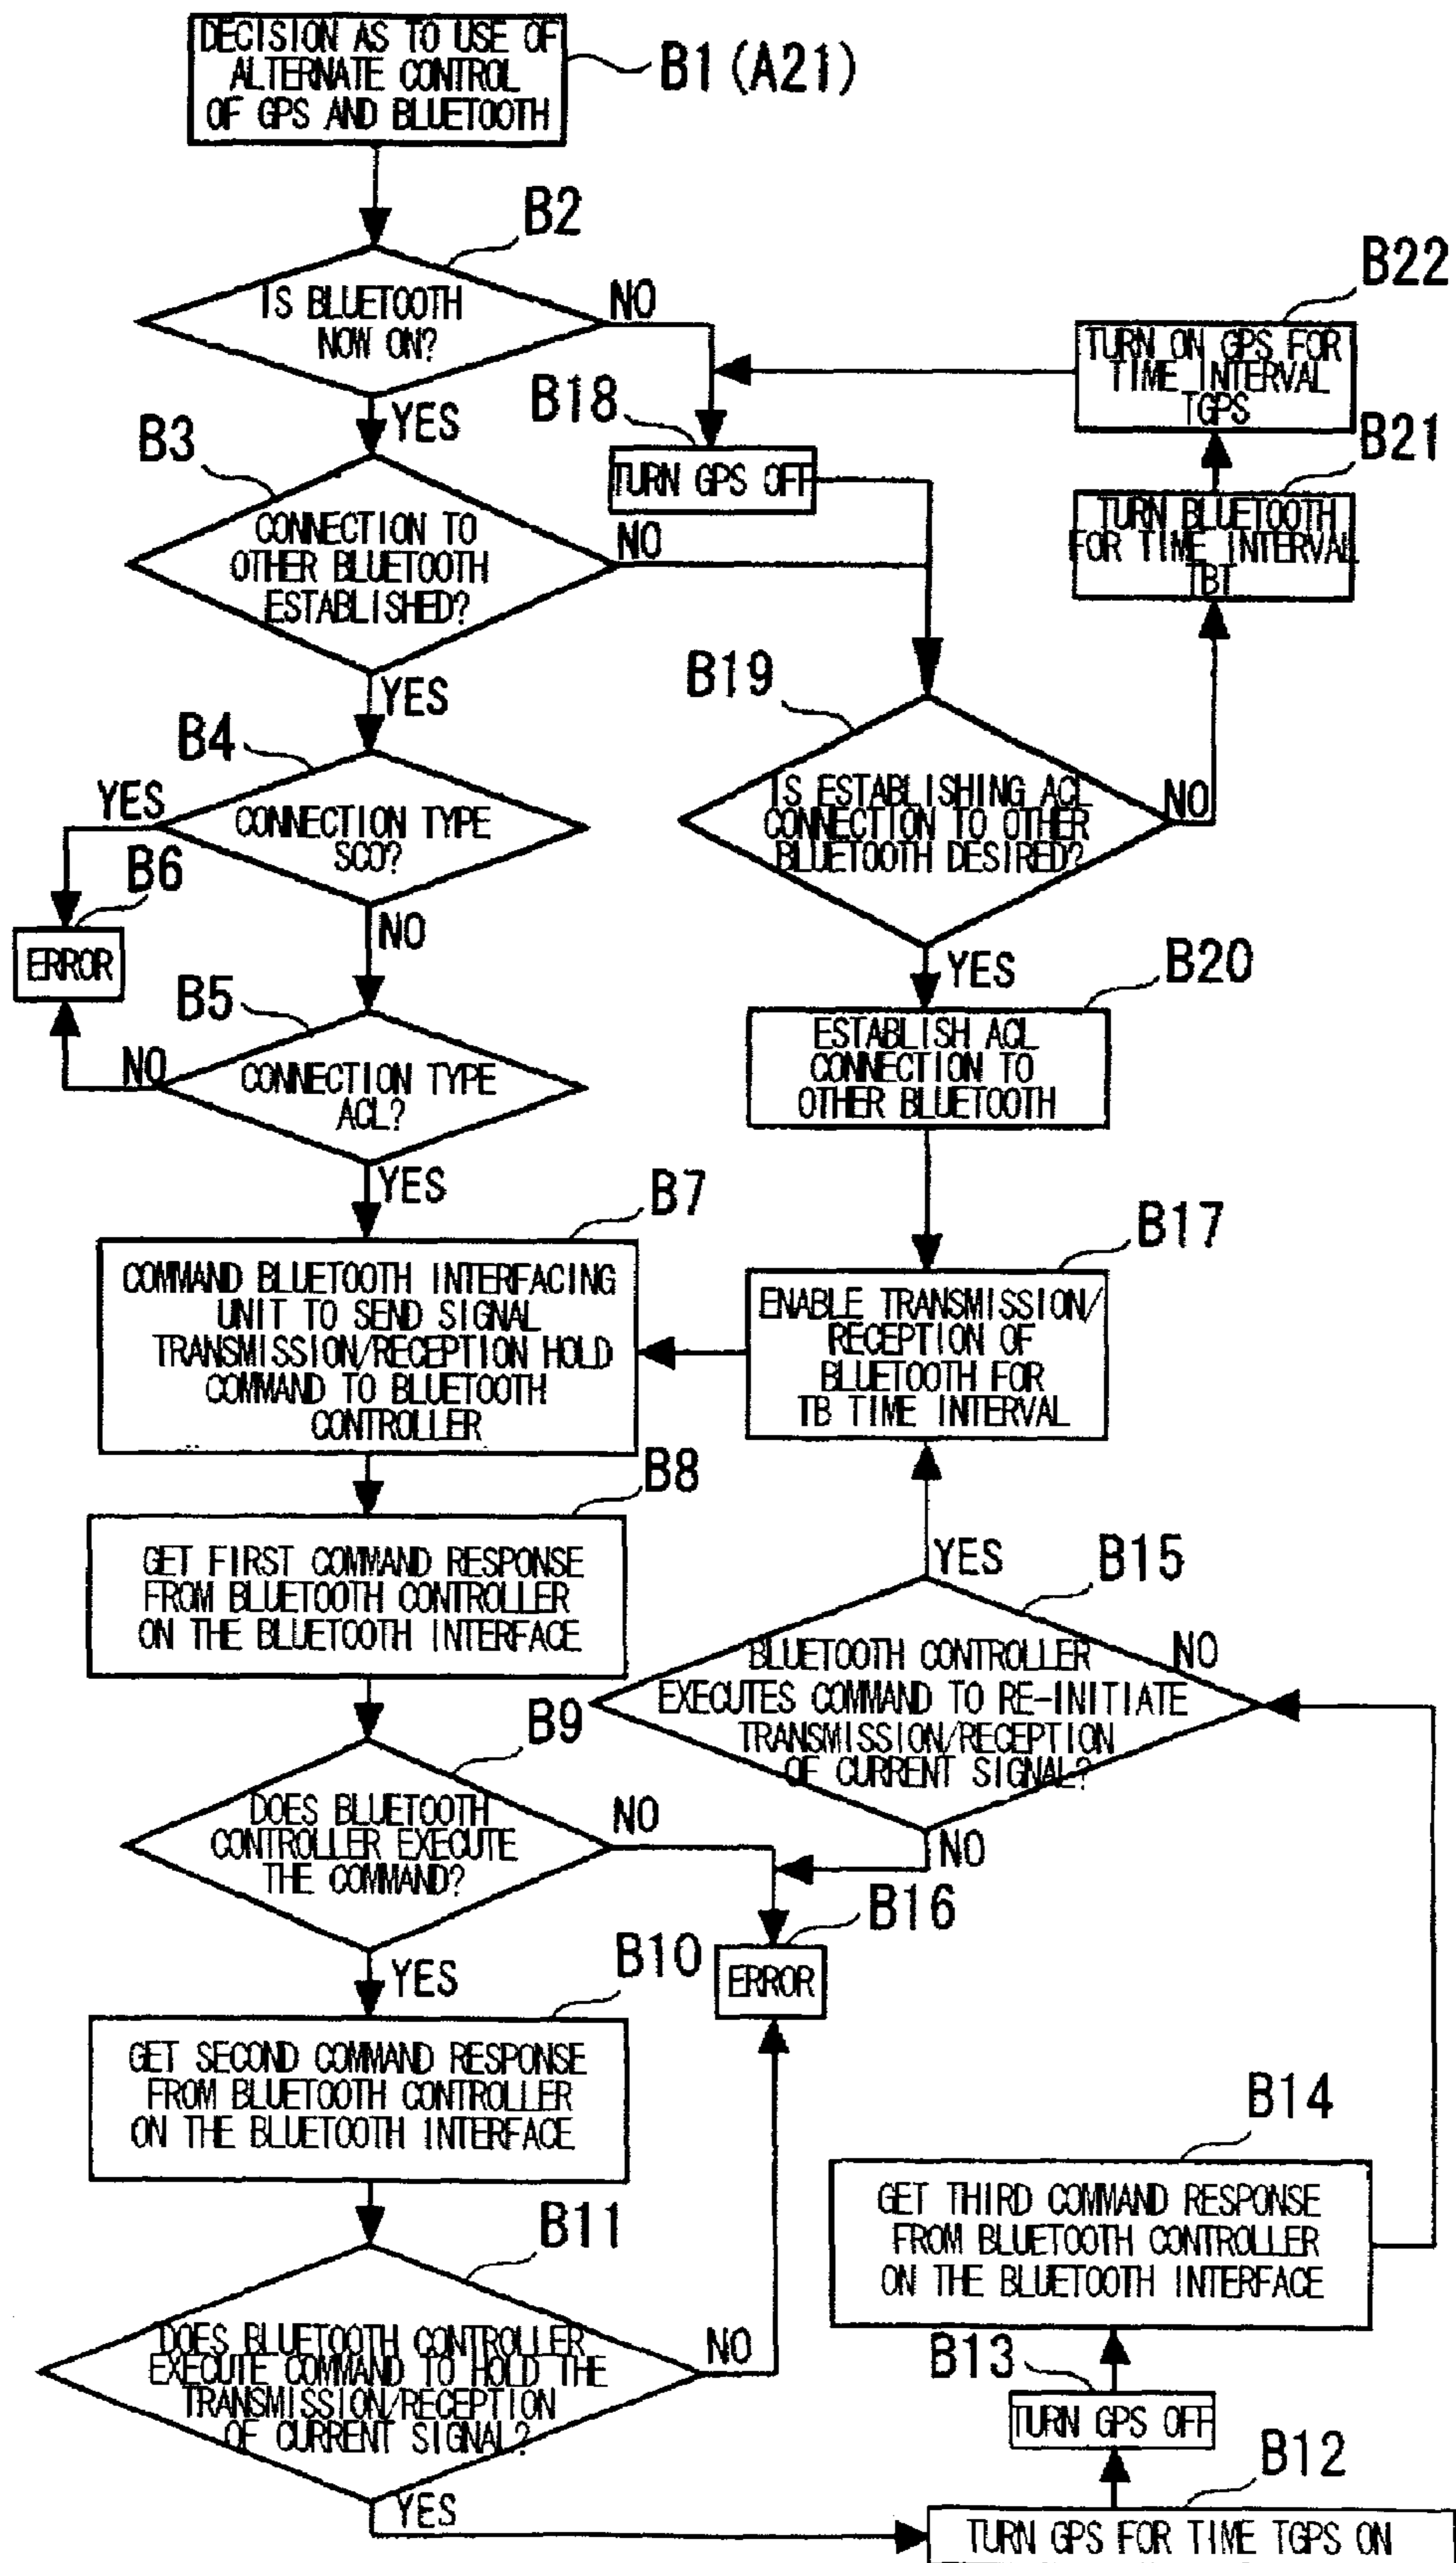 DECISION AS TO USE OF
ALTERNATE CONTROL
OF GPS AND BLUETOOTH
B1 (A21)
B2
IS BLUETOOTH
NOW ON?
NO
YES
B22
TURN ON GPS FOR
TIME INTERVAL
TGPS
B18
TURN GPS OFF
B21
TURN BLUETOOTH
FOR TIME INTERVAL
TBT
B3
CONNECTION TO
OTHER BLUETOOTH
ESTABLISHED?
NO
YES
B19
IS ESTABLISHING ACL
CONNECTION TO OTHER
BLUETOOTH DESIRED?
NO
YES
B4
YES
CONNECTION TYPE
SCO?
NO
B6
ERROR
B5
NO
CONNECTION TYPE
ACL?
YES
B20
ESTABLISH ACL
CONNECTION TO
OTHER BLUETOOTH
B7
COMMAND BLUETOOTH INTERFACING
UNIT TO SEND SIGNAL
TRANSMISSION/RECEPTION HOLD
COMMAND TO BLUETOOTH
CONTROLLER
B17
ENABLE TRANSMISSION/
RECEPTION OF
BLUETOOTH FOR
TB TIME INTERVAL
B8
GET FIRST COMMAND RESPONSE
FROM BLUETOOTH CONTROLLER
ON THE BLUETOOTH INTERFACE
YES
B15
BLUETOOTH CONTROLLER
EXECUTES COMMAND TO RE-INITIATE
TRANSMISSION/RECEPTION
OF CURRENT SIGNAL?
NO
NO
B9
DOES BLUETOOTH
CONTROLLER EXECUTE
THE COMMAND?
NO
YES
B16
ERROR
B10
GET SECOND COMMAND RESPONSE
FROM BLUETOOTH CONTROLLER
ON THE BLUETOOTH INTERFACE
B14
GET THIRD COMMAND RESPONSE
FROM BLUETOOTH CONTROLLER
ON THE BLUETOOTH INTERFACE
B11
DOES BLUETOOTH CONTROLLER
EXECUTE COMMAND TO HOLD THE
TRANSMISSION/RECEPTION
OF CURRENT SIGNAL?
NO
YES
B13
TURN GPS OFF
B12
TURN GPS FOR TIME TGPS ON